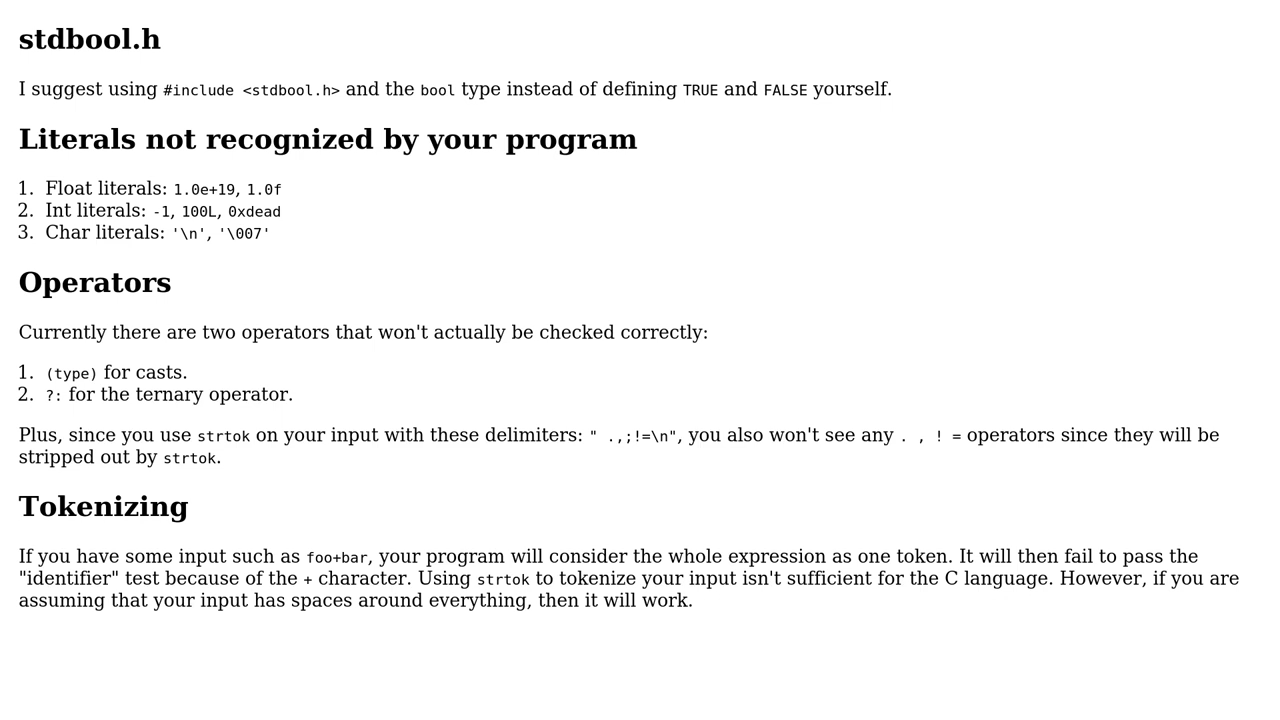 stdbool.h
I suggest using #include <stdbool.h> and the bool type instead of defining TRUE and FALSE yourself.
Literals not recognized by your program
1. Float literals: 1.0e+19, 1.0f
2. Int literals: -1, 100L, 0xdead
3. Char literals: '\n', '\007'
Operators
Currently there are two operators that won't actually be checked correctly:
1. (type) for casts.
2. ?: for the ternary operator.
Plus, since you use strtok on your input with these delimiters: " .,;!=\n", you also won't see any . , ! = operators since they will be
stripped out by strtok.
Tokenizing
If you have some input such as foo+bar, your program will consider the whole expression as one token. It will then fail to pass the
"identifier" test because of the + character. Using strtok to tokenize your input isn't sufficient for the C language. However, if you are
assuming that your input has spaces around everything, then it will work.